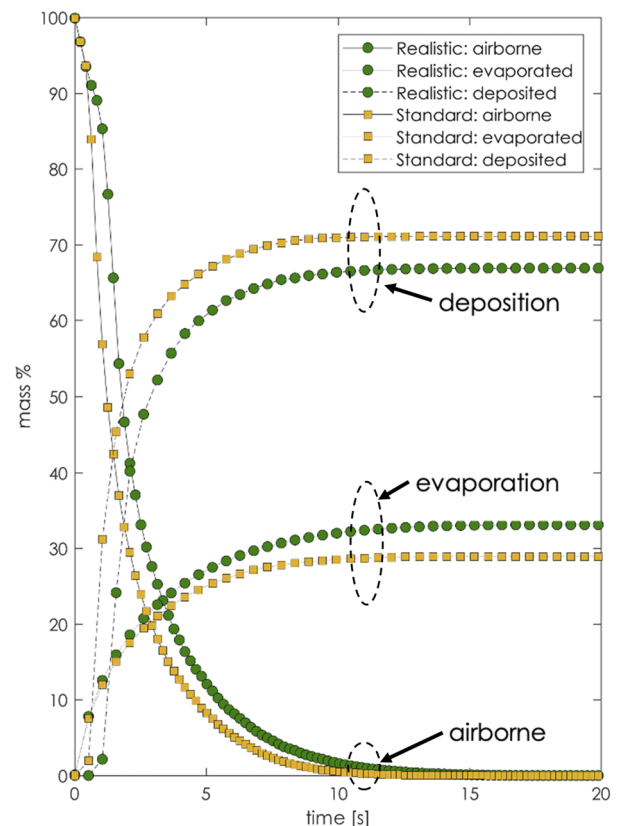 100
90
80
70
60
50
40
30
20
10
0
mass %
Realistic: airborne
Realistic: evaporated
Realistic: deposited
Standard: airborne
Standard: evaporated
Standard: deposited
deposition
evaporation
airborne
0
5
10
15
20
time [s]